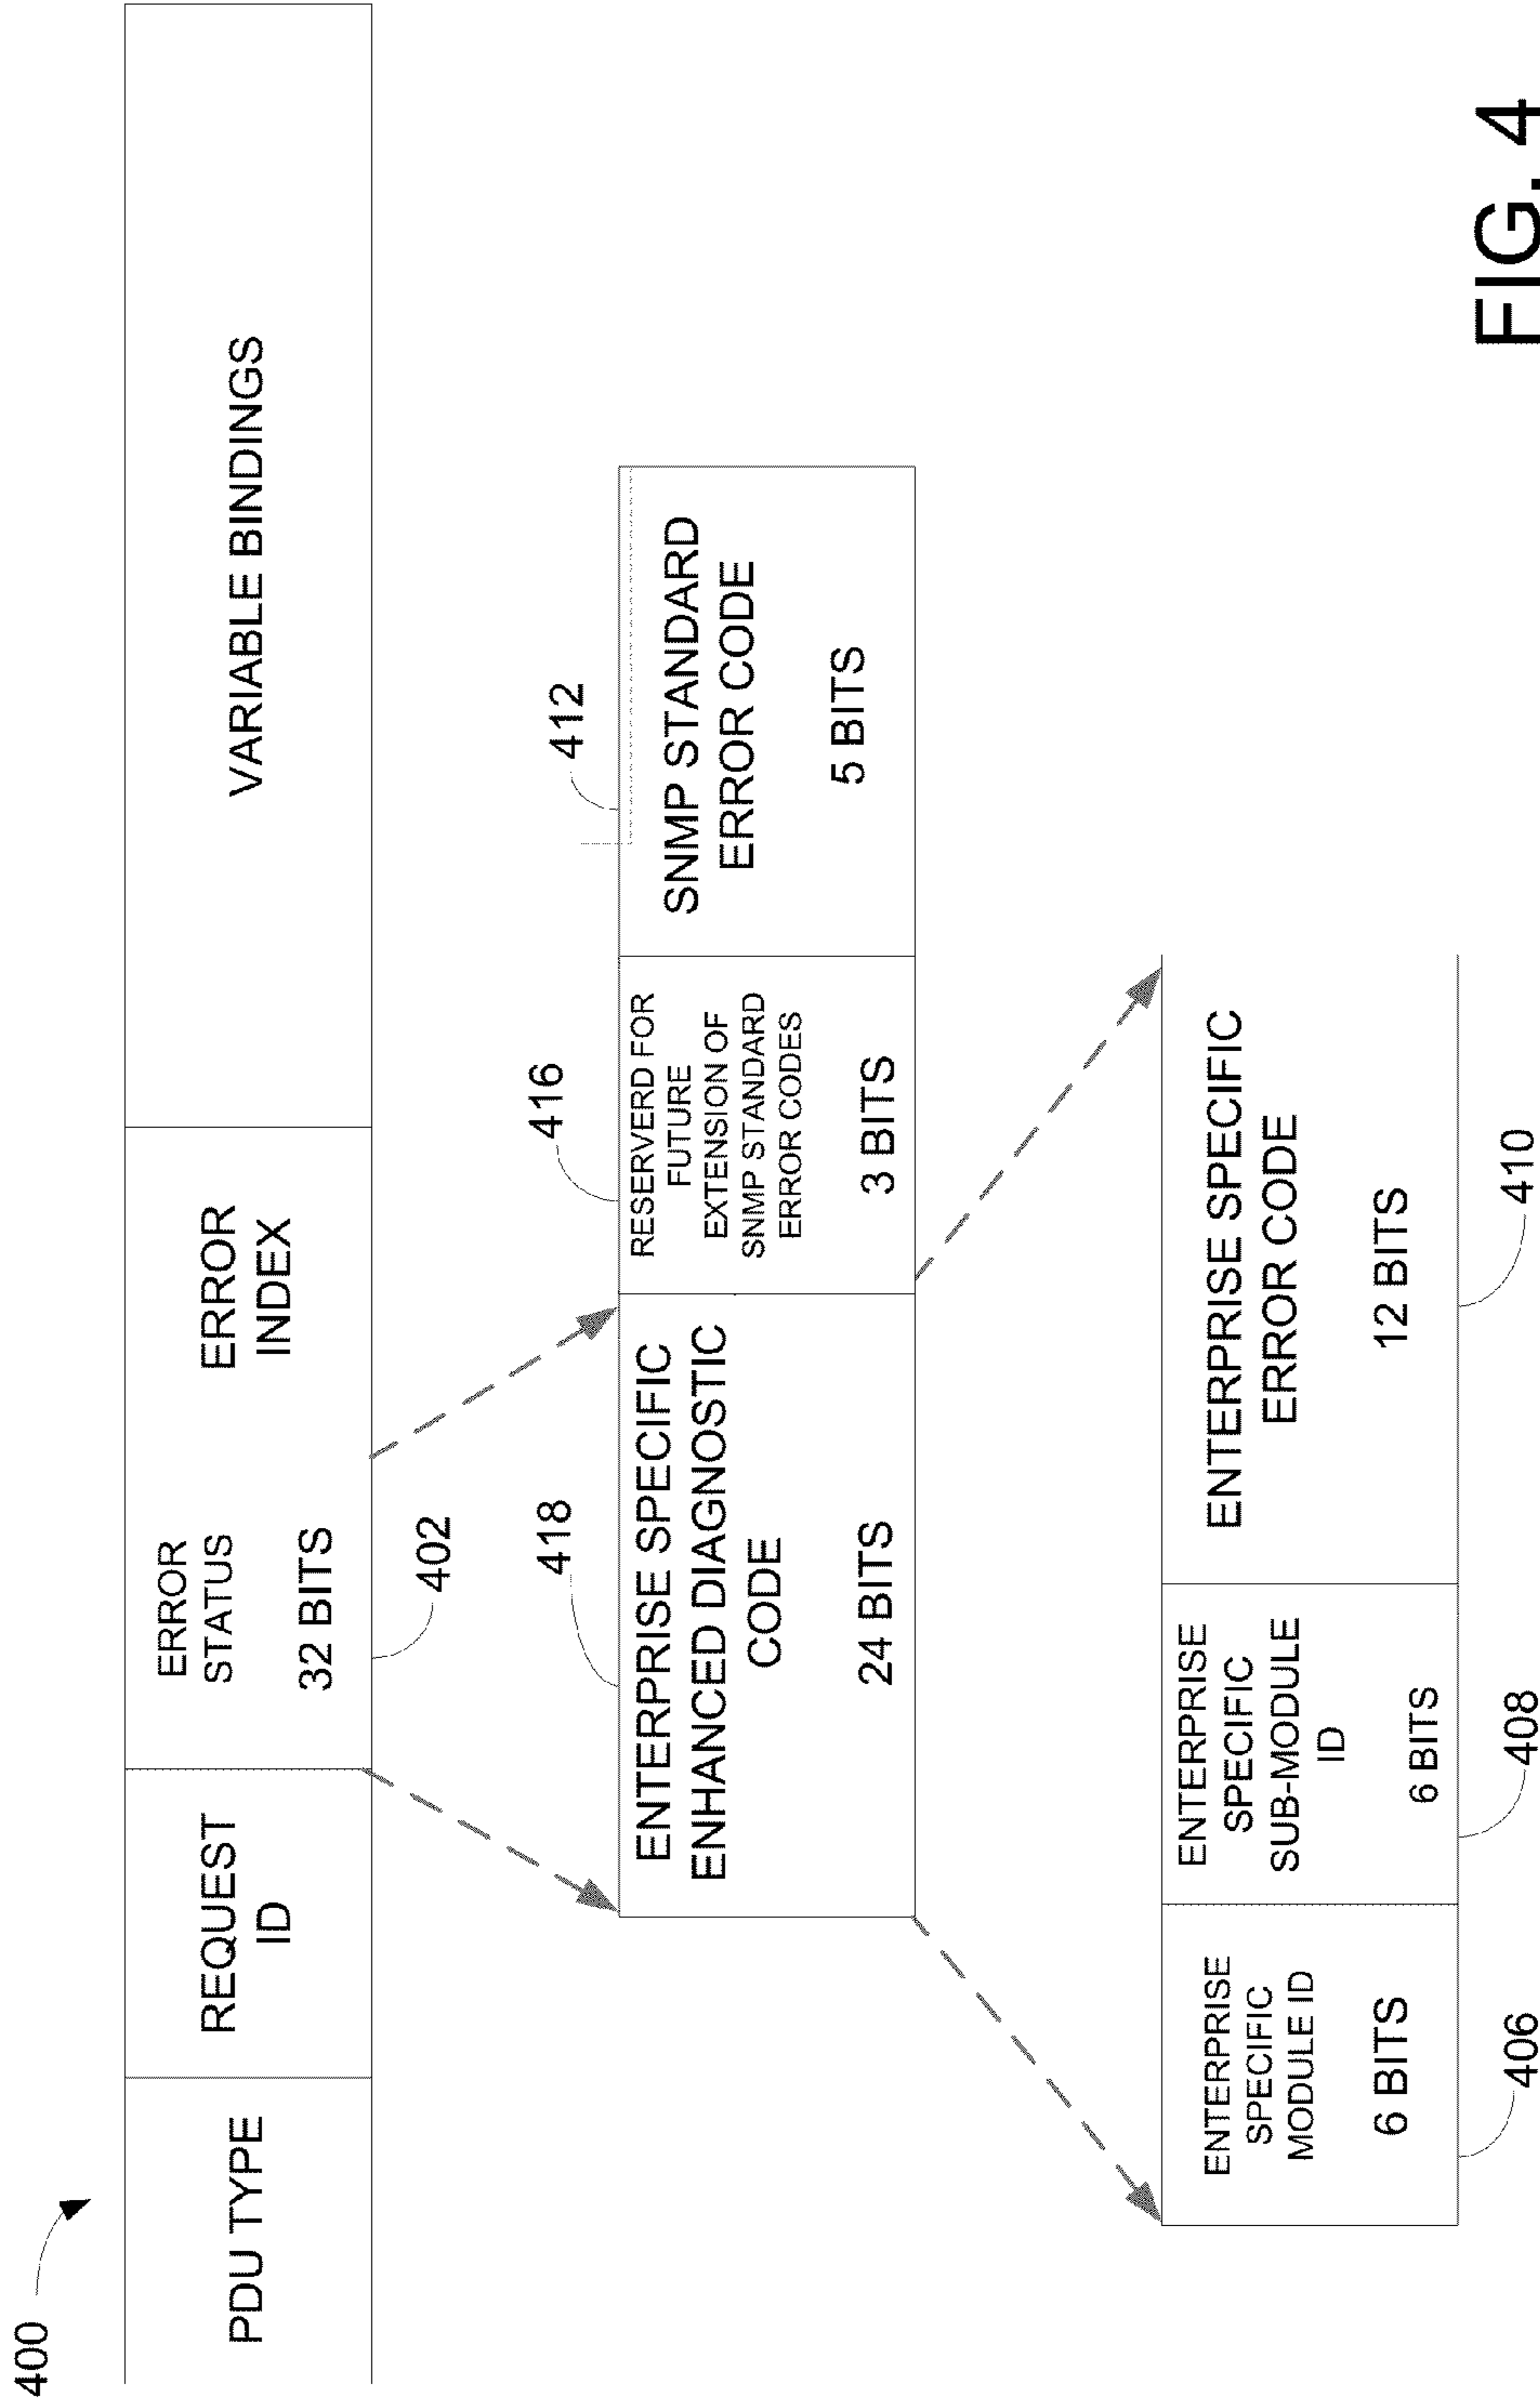 400
PDU TYPE
REQUEST
ID
ERROR
STATUS
32 BITS
ERROR
INDEX
VARIABLE BINDINGS
402
418
416
412
ENTERPRISE SPECIFIC
ENHANCED DIAGNOSTIC
CODE
24 BITS
RESERVERD FOR
FUTURE
EXTENSION OF
SNMP STANDARD
ERROR CODES
3 BITS
SNMP STANDARD
ERROR CODE
5 BITS
ENTERPRISE
SPECIFIC
MODULE ID
6 BITS
ENTERPRISE
SPECIFIC
SUB-MODULE
ID
6 BITS
ENTERPRISE SPECIFIC
ERROR CODE
12 BITS
406
408
410
FIG. 4